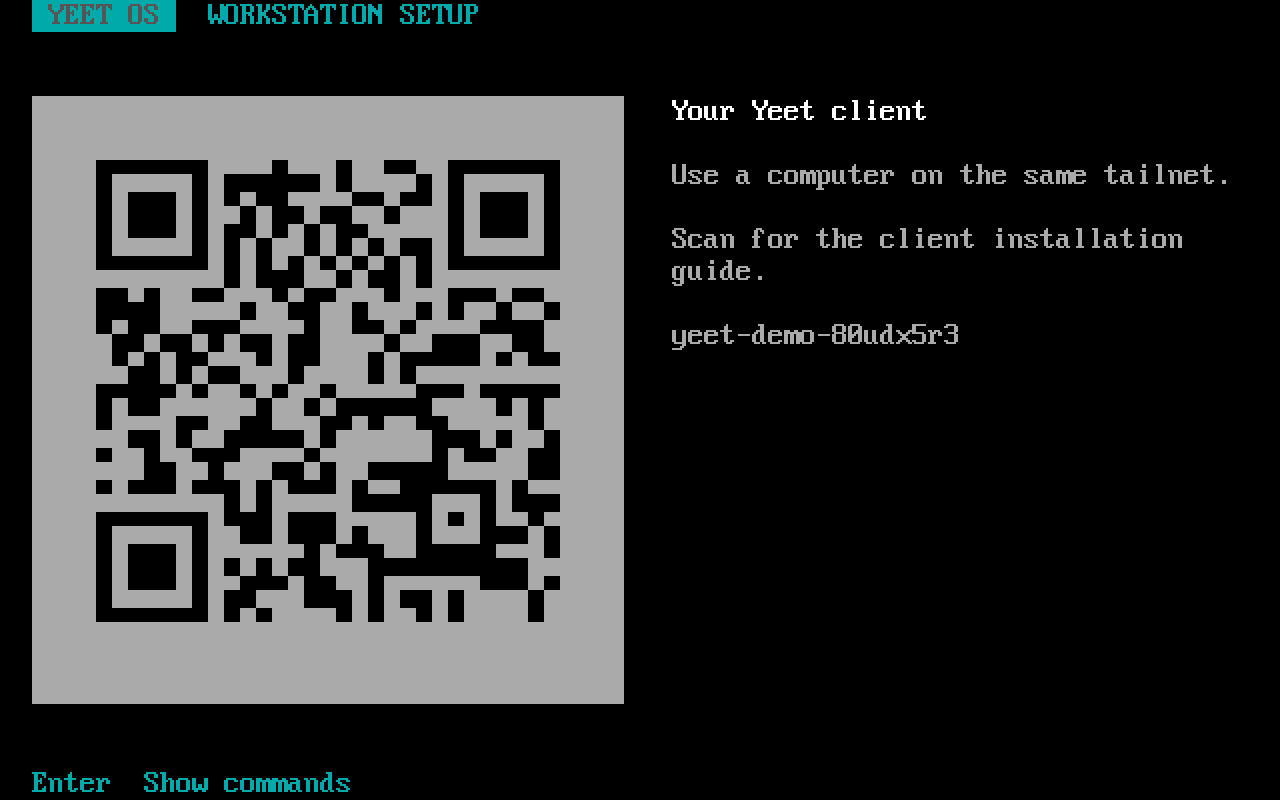 YEET OS WORKSTATION SETUP
Your Yeet client
Use a computer on the same tailnet.
Scan for the client installation
guide.
yeet-demo-80udx5r3
Enter Show commands